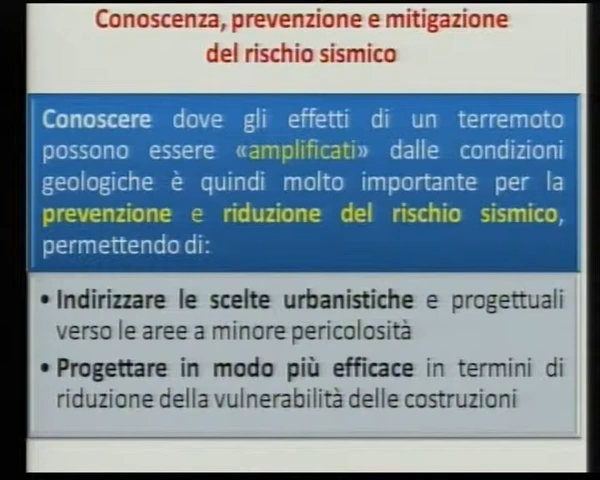 Conoscenza, prevenzione e mitigazione
del rischio sismico
Conoscere dove gli effetti di un terremoto
possono essere «amplificati» dalle condizioni
geologiche è quindi molto importante per la
prevenzione e riduzione del rischio sismico,
permettendo di:
• Indirizzare le scelte urbanistiche e progettuali
verso le aree a minore pericolosità
• Progettare in modo più efficace in termini di
riduzione della vulnerabilità delle costruzioni